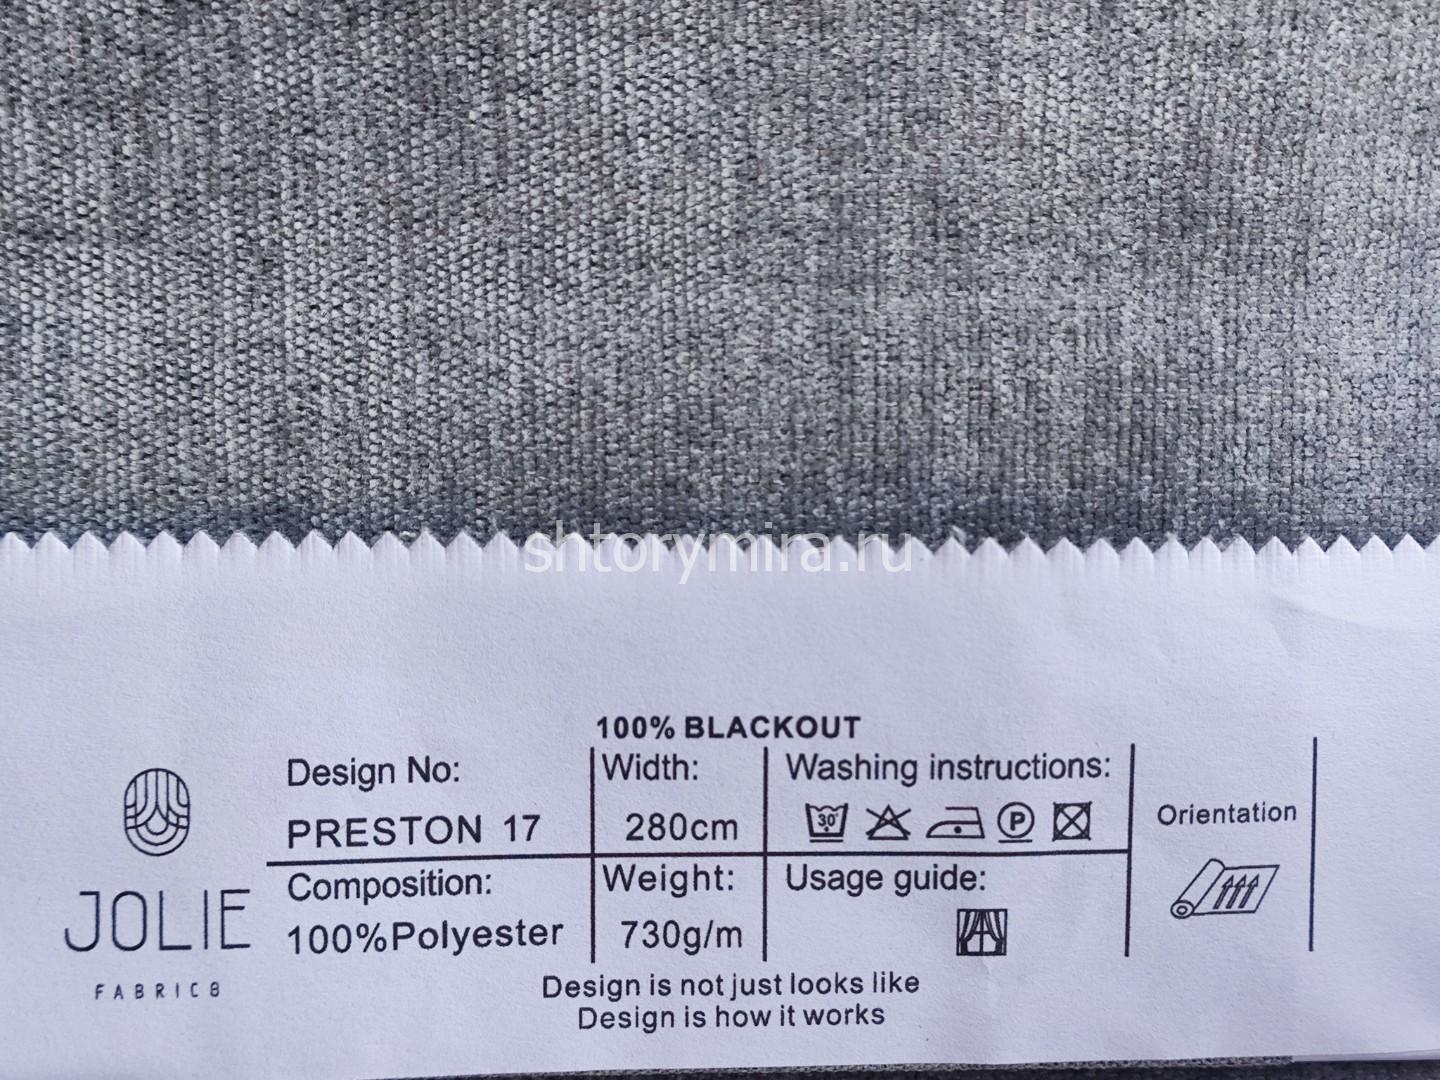 shtorymira.ru
100% BLACKOUT
Design No:
PRESTON 17
Width:
280cm
Washing instructions:
30°
P
Orientation
Composition:
100%Polyester
Weight:
730g/m
Usage guide:
JOLIE
FABRICS
Design is not just looks like
Design is how it works